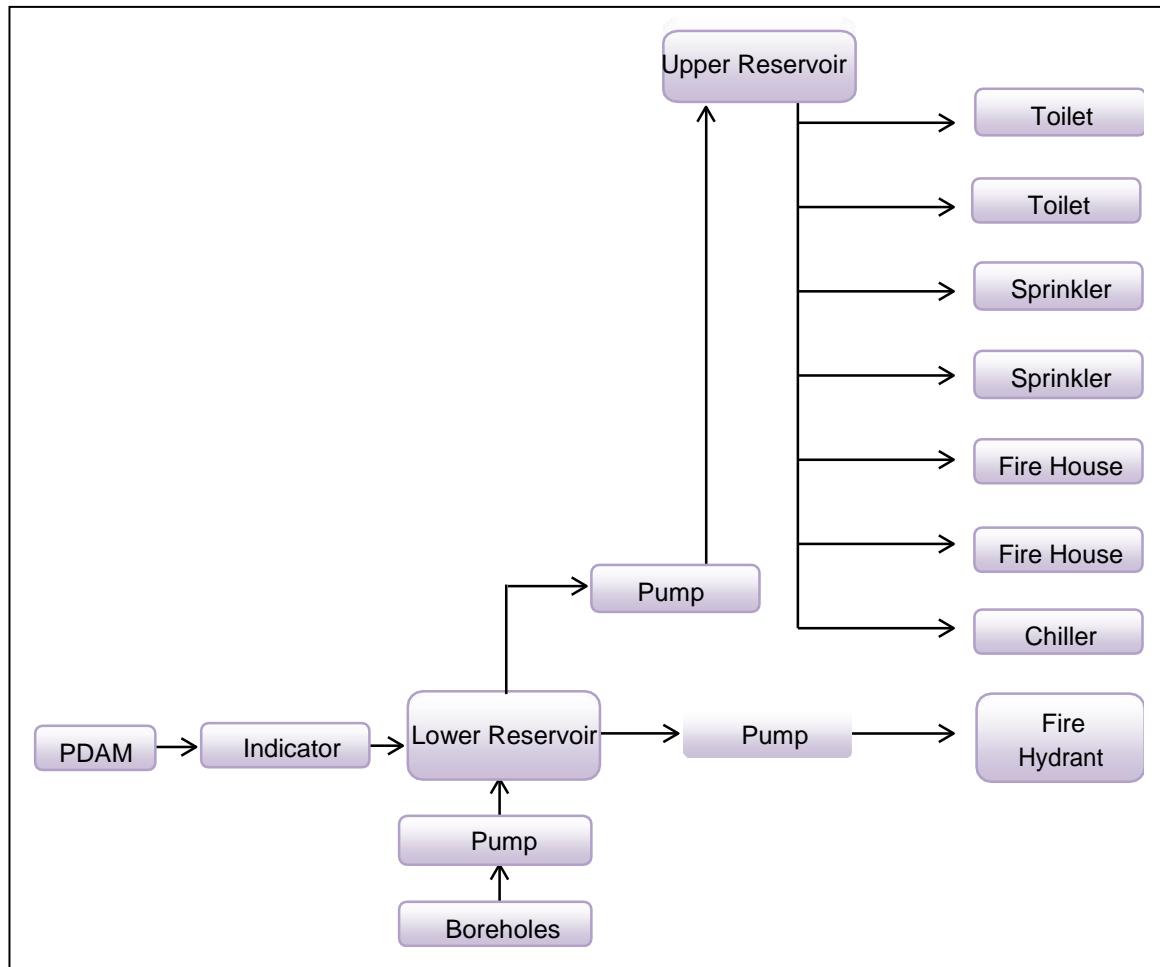 Upper Reservoir
Toilet
Toilet
Sprinkler
Sprinkler
Fire House
Fire House
Pump
Chiller
PDAM
Indicator
Lower Reservoir
Pump
Fire
Hydrant
Pump
Boreholes